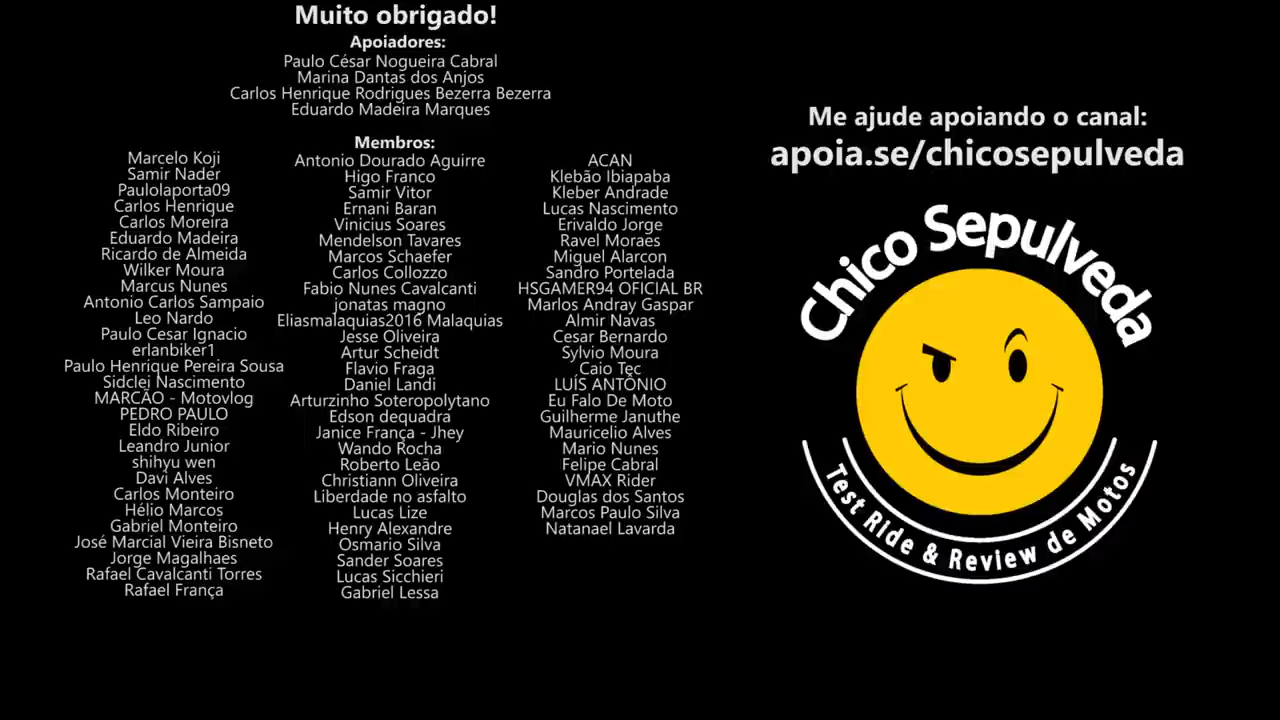 Muito obrigado!
Apoiadores:
Paulo César Nogueira Cabral
Marina Dantas dos Anjos
Carlos Henrique Rodrigues Bezerra Bezerra
Eduardo Madeira Marques
Membros:
Marcelo Koji
Samir Nader
Paulolaporta09
Carlos Henrique
Carlos Moreira
Eduardo Madeira
Ricardo de Almeida
Wilker Moura
Marcus Nunes
Antonio Carlos Sampaio
Leo Nardo
Paulo Cesar Ignacio
erlanbiker1
Paulo Henrique Pereira Sousa
Sidclei Nascimento
MARCÃO - Motovlog
PEDRO PAULO
Eldo Ribeiro
Leandro Junior
shihyu wen
Davi Alves
Carlos Monteiro
Hélio Marcos
Gabriel Monteiro
José Marcial Vieira Bisneto
Jorge Magalhaes
Rafael Cavalcanti Torres
Rafael França
Antonio Dourado Aguirre
Higo Franco
Samir Vitor
Ernani Baran
Vinicius Soares
Mendelson Tavares
Marcos Schaefer
Carlos Collozzo
Fabio Nunes Cavalcanti
jonatas magno
Eliasmalaquias2016 Malaquias
Jesse Oliveira
Artur Scheidt
Flavio Fraga
Daniel Landi
Arturzinho Soteropolytano
Edson dequadra
Janice França - Jhey
Wando Rocha
Roberto Leão
Christiann Oliveira
Liberdade no asfalto
Lucas Lize
Henry Alexandre
Osmario Silva
Sander Soares
Lucas Sicchieri
Gabriel Lessa
ACAN
Klebão Ibiapaba
Kleber Andrade
Lucas Nascimento
Erivaldo Jorge
Ravel Moraes
Miguel Alarcon
Sandro Portelada
HSGAMER94 OFICIAL BR
Marlos Andray Gaspar
Almir Navas
Cesar Bernardo
Sylvio Moura
Caio Tec
LUÍS ANTÔNIO
Eu Falo De Moto
Guilherme Januthe
Mauricelio Alves
Mario Nunes
Felipe Cabral
VMAX Rider
Douglas dos Santos
Marcos Paulo Silva
Natanael Lavarda
Me ajude apoiando o canal:
apoia.se/chicosepulveda
Chico Sepulveda
Test Ride & Review de Motos